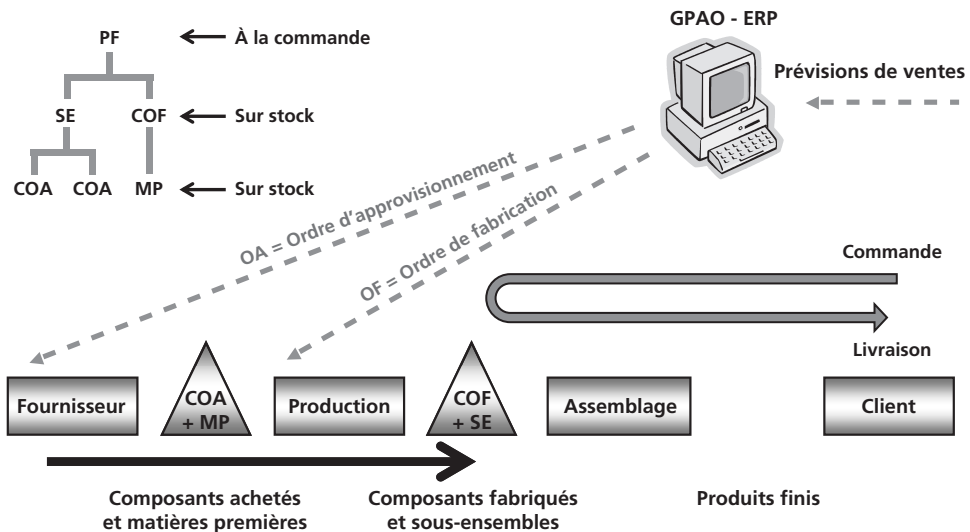 GPAO - ERP
PF
À la commande
Prévisions de ventes
SE
COF
Sur stock
COA
COA
MP
Sur stock
OA = Ordre d'approvisionnement
OF = Ordre de fabrication
Commande
Livraison
Fournisseur
COA
+ MP
Production
COF
+ SE
Assemblage
Client
Composants achetés
et matières premières
Composants fabriqués
et sous-ensembles
Produits finis